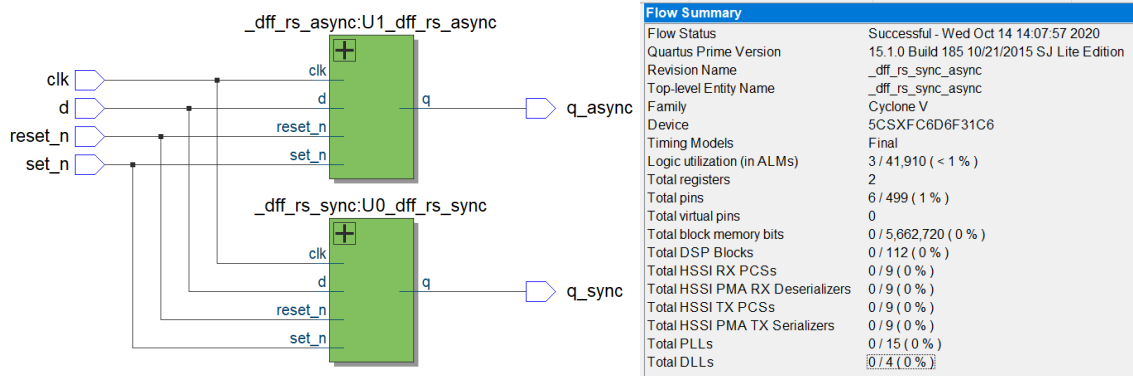 _dff_rs_async:U1_dff_rs_async
clk
d
reset_n
set_n
clk
d
reset_n
set_n
q
q_async
_dff_rs_sync:U0_dff_rs_sync
clk
d
reset_n
set_n
q
q_sync
Flow Summary
Flow Status Successful - Wed Oct 14 14:07:57 2020
Quartus Prime Version 15.1.0 Build 185 10/21/2015 SJ Lite Edition
Revision Name _dff_rs_sync_async
Top-level Entity Name _dff_rs_sync_async
Family Cyclone V
Device 5CSXFC6D6F31C6
Timing Models Final
Logic utilization (in ALMs) 3 / 41,910 ( < 1 % )
Total registers 2
Total pins 6 / 499 ( 1 % )
Total virtual pins 0
Total block memory bits 0 / 5,662,720 ( 0 % )
Total DSP Blocks 0 / 112 ( 0 % )
Total HSSI RX PCSs 0 / 9 ( 0 % )
Total HSSI PMA RX Deserializers 0 / 9 ( 0 % )
Total HSSI TX PCSs 0 / 9 ( 0 % )
Total HSSI PMA TX Serializers 0 / 9 ( 0 % )
Total PLLs 0 / 15 ( 0 % )
Total DLLs 0 / 4 ( 0 % )